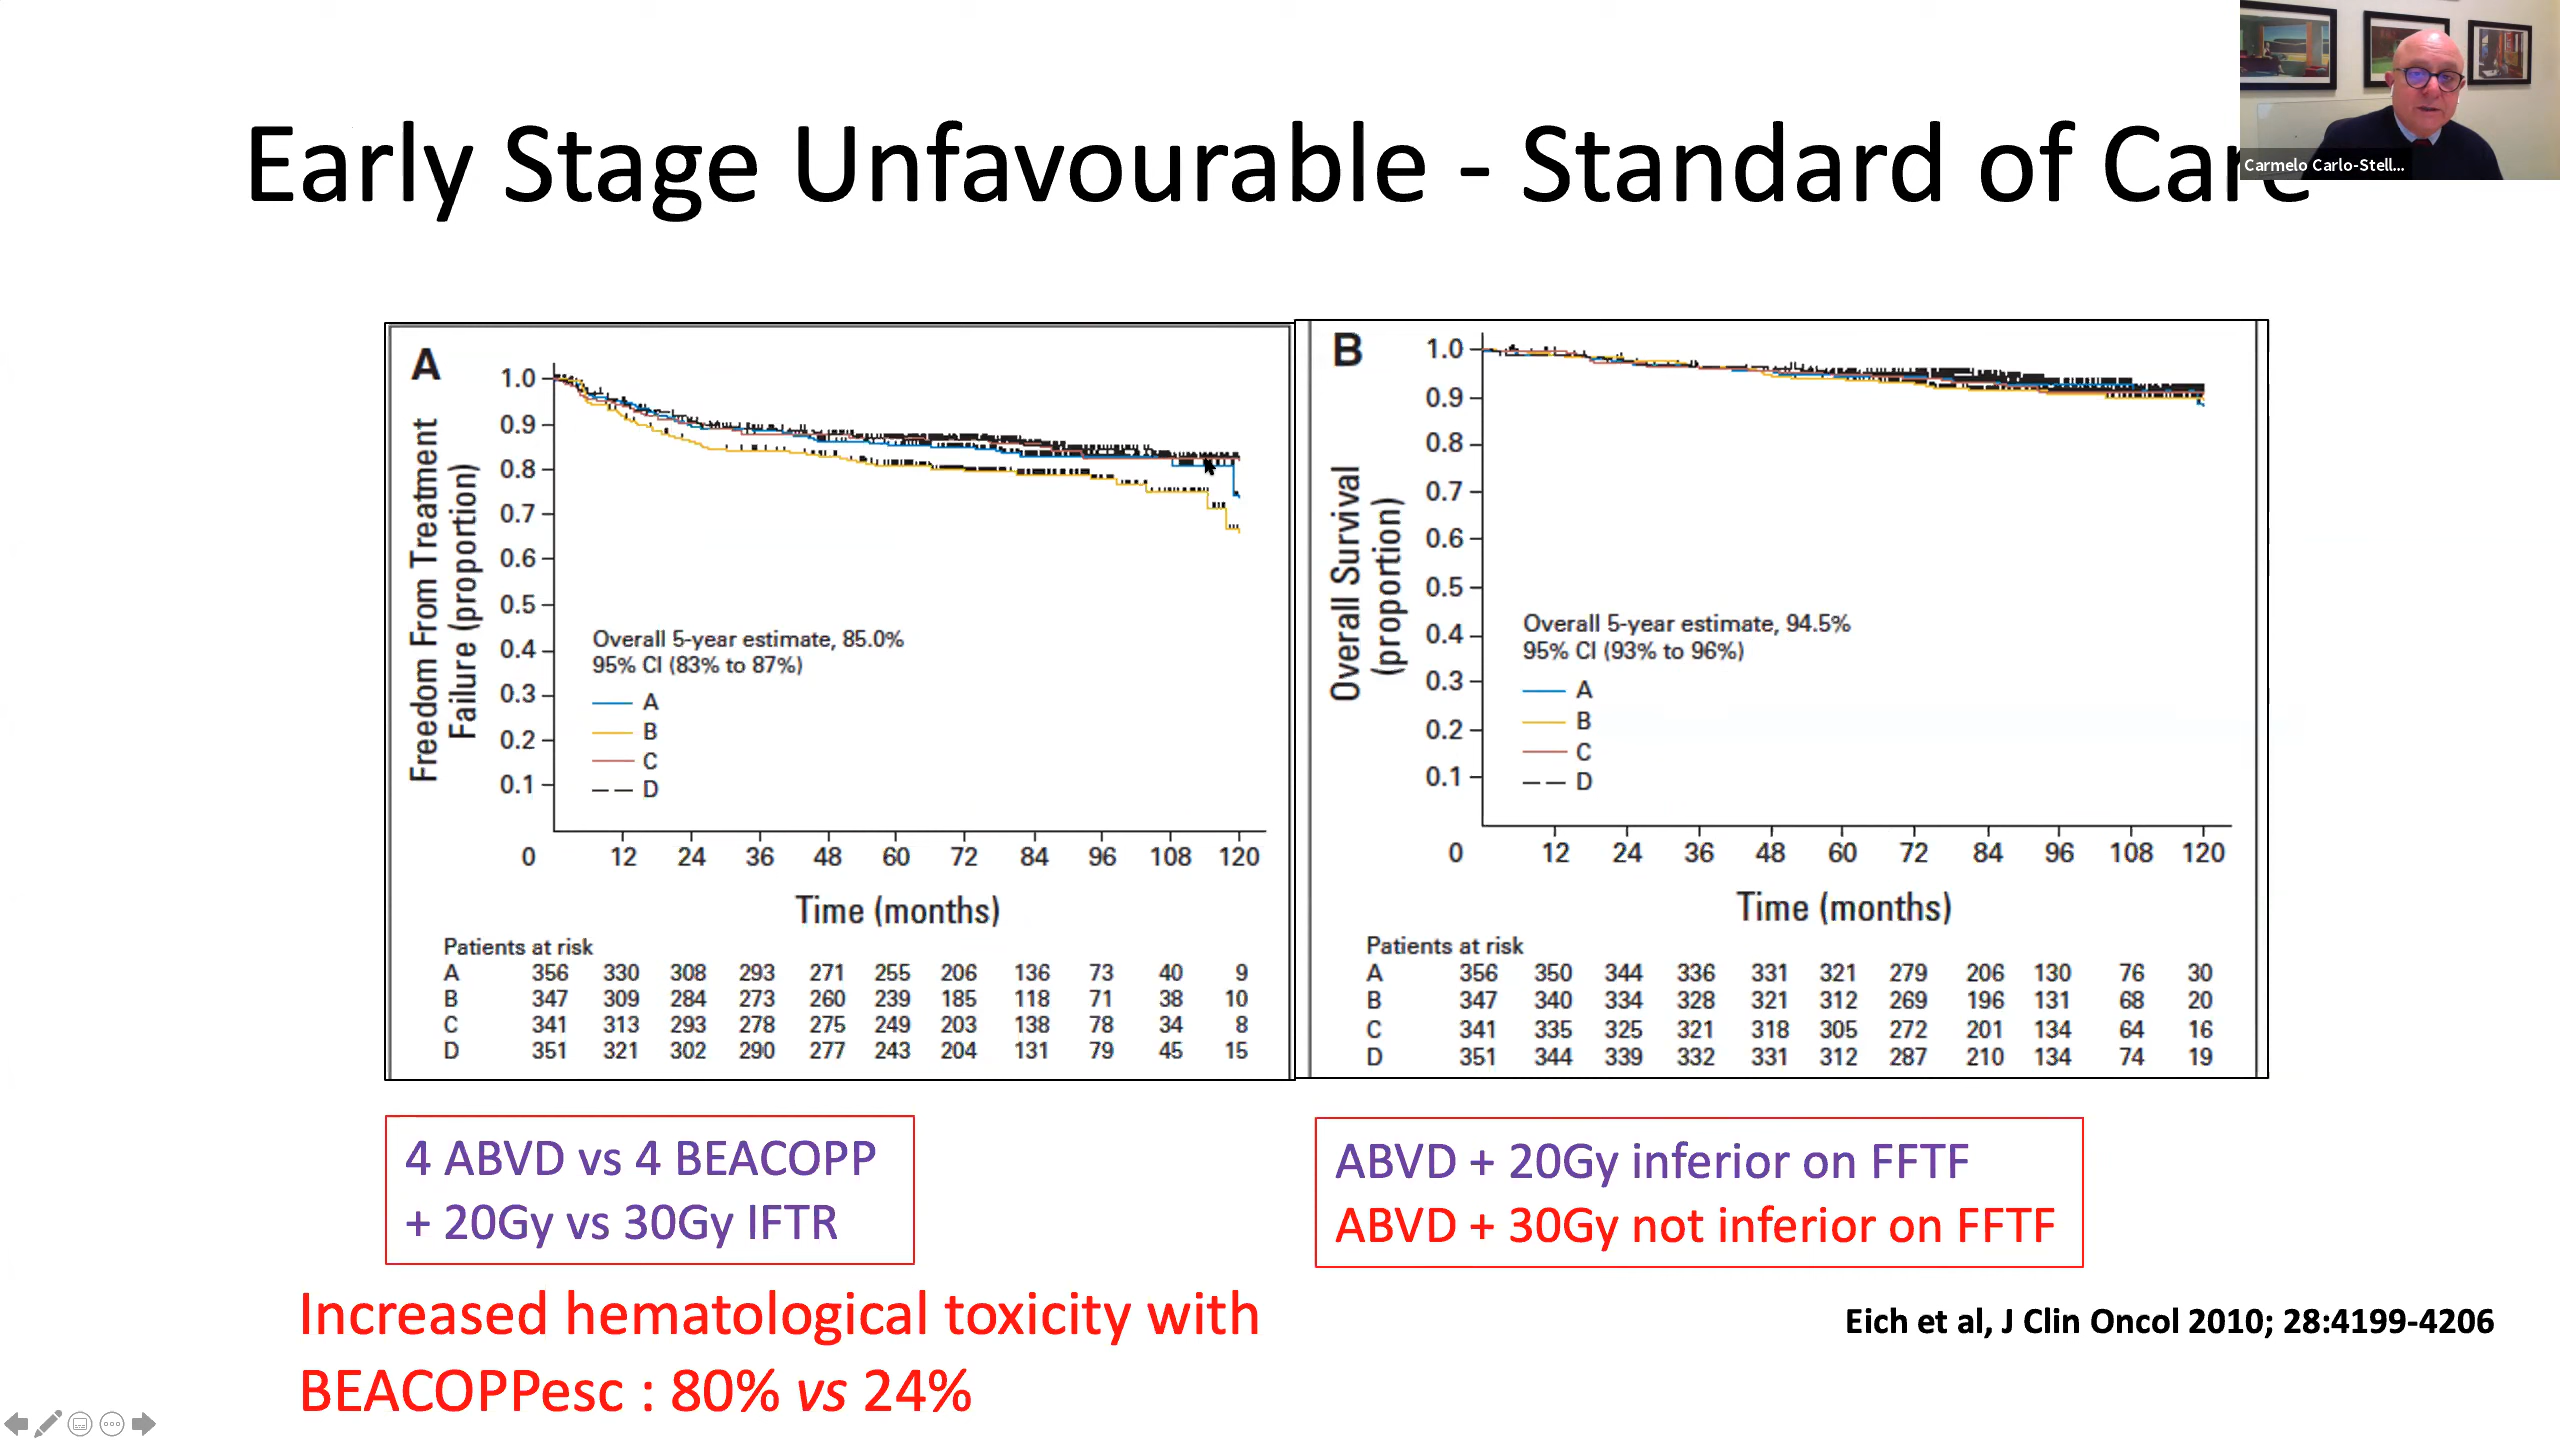 Early Stage Unfavourable - Standard of Care
Carmelo Carlo-Stell...
A
Freedom From Treatment
Failure (proportion)
1.0
0.9
0.8
0.7
0.6
0.5
0.4
0.3
0.2
0.1
Overall 5-year estimate, 85.0%
95% CI (83% to 87%)
A
B
C
D
0 12 24 36 48 60 72 84 96 108 120
Time (months)
Patients at risk
A 356 330 308 293 271 255 206 136 73 40 9
B 347 309 284 273 260 239 185 118 71 38 10
C 341 313 293 278 275 249 203 138 78 34 8
D 351 321 302 290 277 243 204 131 79 45 15
B
Overall Survival
(proportion)
1.0
0.9
0.8
0.7
0.6
0.5
0.4
0.3
0.2
0.1
Overall 5-year estimate, 94.5%
95% CI (93% to 96%)
A
B
C
D
0 12 24 36 48 60 72 84 96 108 120
Time (months)
Patients at risk
A 356 350 344 336 331 321 279 206 130 76 30
B 347 340 334 328 321 312 269 196 131 68 20
C 341 335 325 321 318 305 272 201 134 64 16
D 351 344 339 332 331 312 287 210 134 74 19
4 ABVD vs 4 BEACOPP
+ 20Gy vs 30Gy IFTR
ABVD + 20Gy inferior on FFTF
ABVD + 30Gy not inferior on FFTF
Increased hematological toxicity with
BEACOPPesc : 80% vs 24%
Eich et al, J Clin Oncol 2010; 28:4199-4206